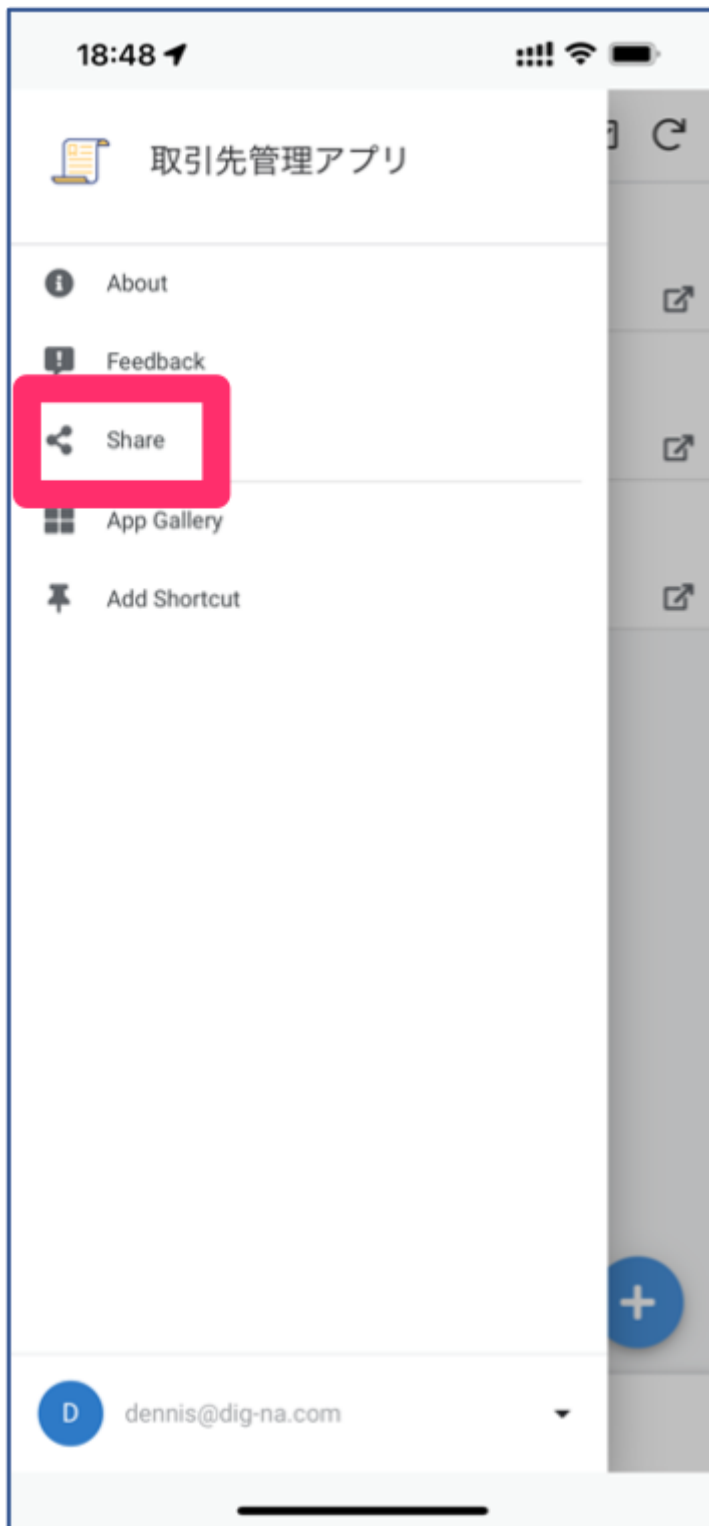 18:48
取引先管理アプリ
About
Feedback
Share
App Gallery
Add Shortcut
D
dennis@dig-na.com